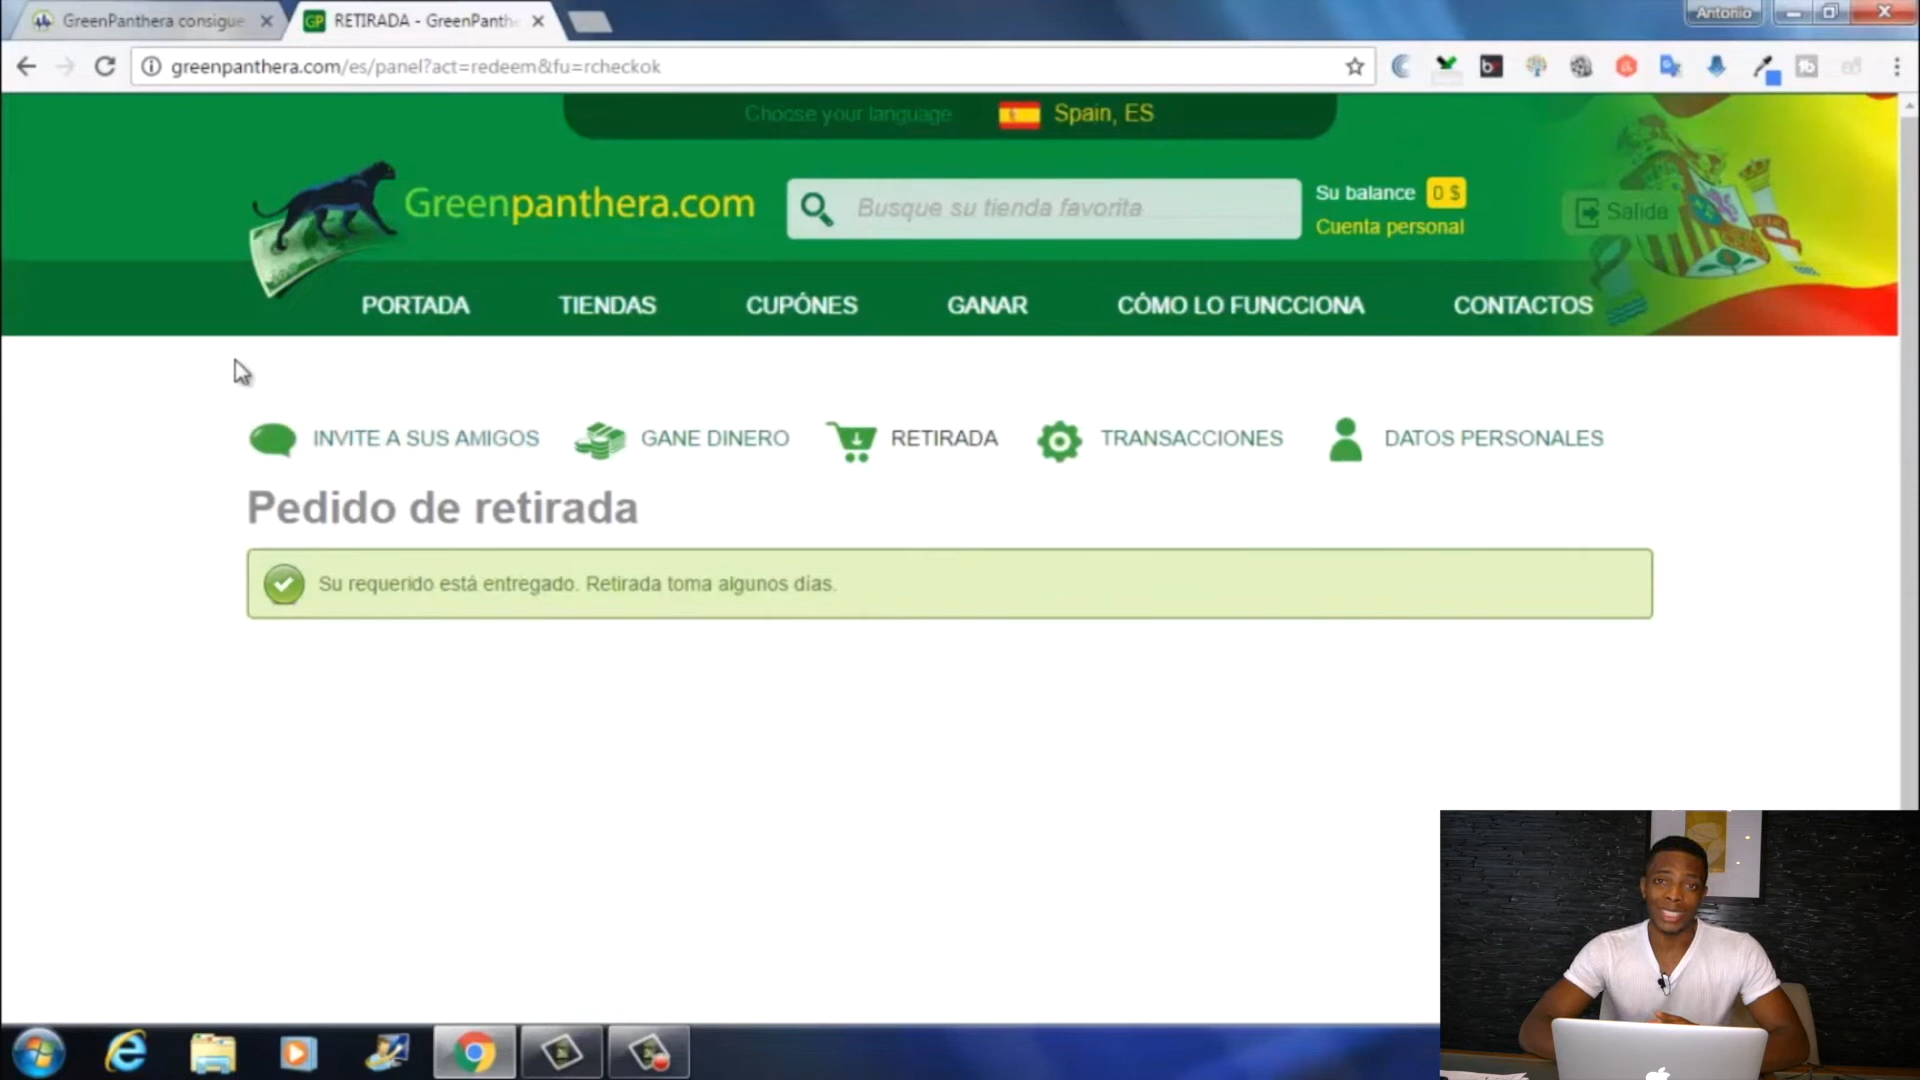 GreenPanthera consigue
RETIRADA - GreenPanthe
Antonio
greenpanthera.com/es/panel?act=redeem&fu=rcheckok
Choose your language
Spain, ES
Greenpanthera.com
Busque su tienda favorita
Su balance 0 $
Cuenta personal
Salida
PORTADA TIENDAS CUPÓNES GANAR CÓMO LO FUNCCIONA CONTACTOS
INVITE A SUS AMIGOS GANE DINERO RETIRADA TRANSACCIONES DATOS PERSONALES
Pedido de retirada
Su requerido está entregado. Retirada toma algunos días.